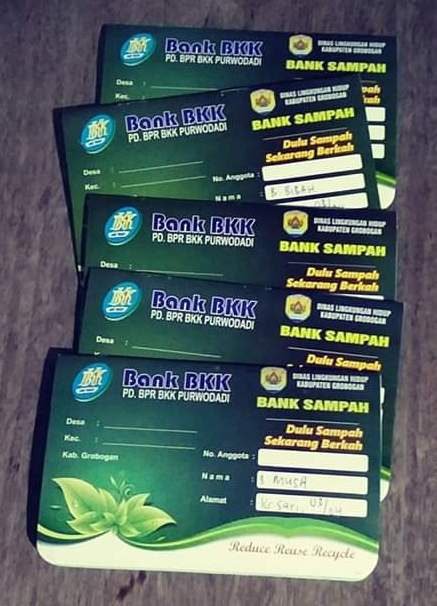 BKK
Bank BKK
PD. BPR BKK PURWODADI
DINAS LINGKUNGAN HIDUP
KABUPATEN GROBOGAN
BANK SAMPAH
Desa :
Kec.
BKK
Bank BKK
PD. BPR BKK PURWODADI
DINAS LINGKUNGAN HIDUP
KABUPATEN GROBOGAN
BANK SAMPAH
Dulu Sampah
Sekarang Berkah
Desa :
Kec. :
No. Anggota :
Nama
BKK
Bank BKK
PD. BPR BKK PURWODADI
DINAS LINGKUNGAN HIDUP
KABUPATEN GROBOGAN
BANK SAMPAH
Dulu Sampah
Sekarang Berkah
Desa :
BKK
Bank BKK
PD. BPR BKK PURWODADI
DINAS LINGKUNGAN HIDUP
KABUPATEN GROBOGAN
BANK SAMPAH
Dulu Sampah
Desa :
BKK
Bank BKK
PD. BPR BKK PURWODADI
DINAS LINGKUNGAN HIDUP
KABUPATEN GROBOGAN
BANK SAMPAH
Dulu Sampah
Sekarang Berkah
Desa :
Kec. :
Kab. Grobogan
No. Anggota :
Nama : MUSA
Alamat : 03/04
Reduce Reuse Recycle